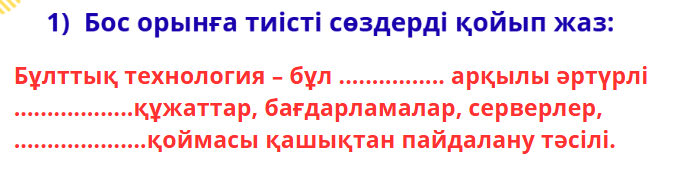 1) Бос орынға тиісті сөздерді қойып жаз:
Бұлттық технология – бұл ................ арқылы әртүрлі
..................құжаттар, бағдарламалар, серверлер,
....................қоймасы қашықтан пайдалану тәсілі.